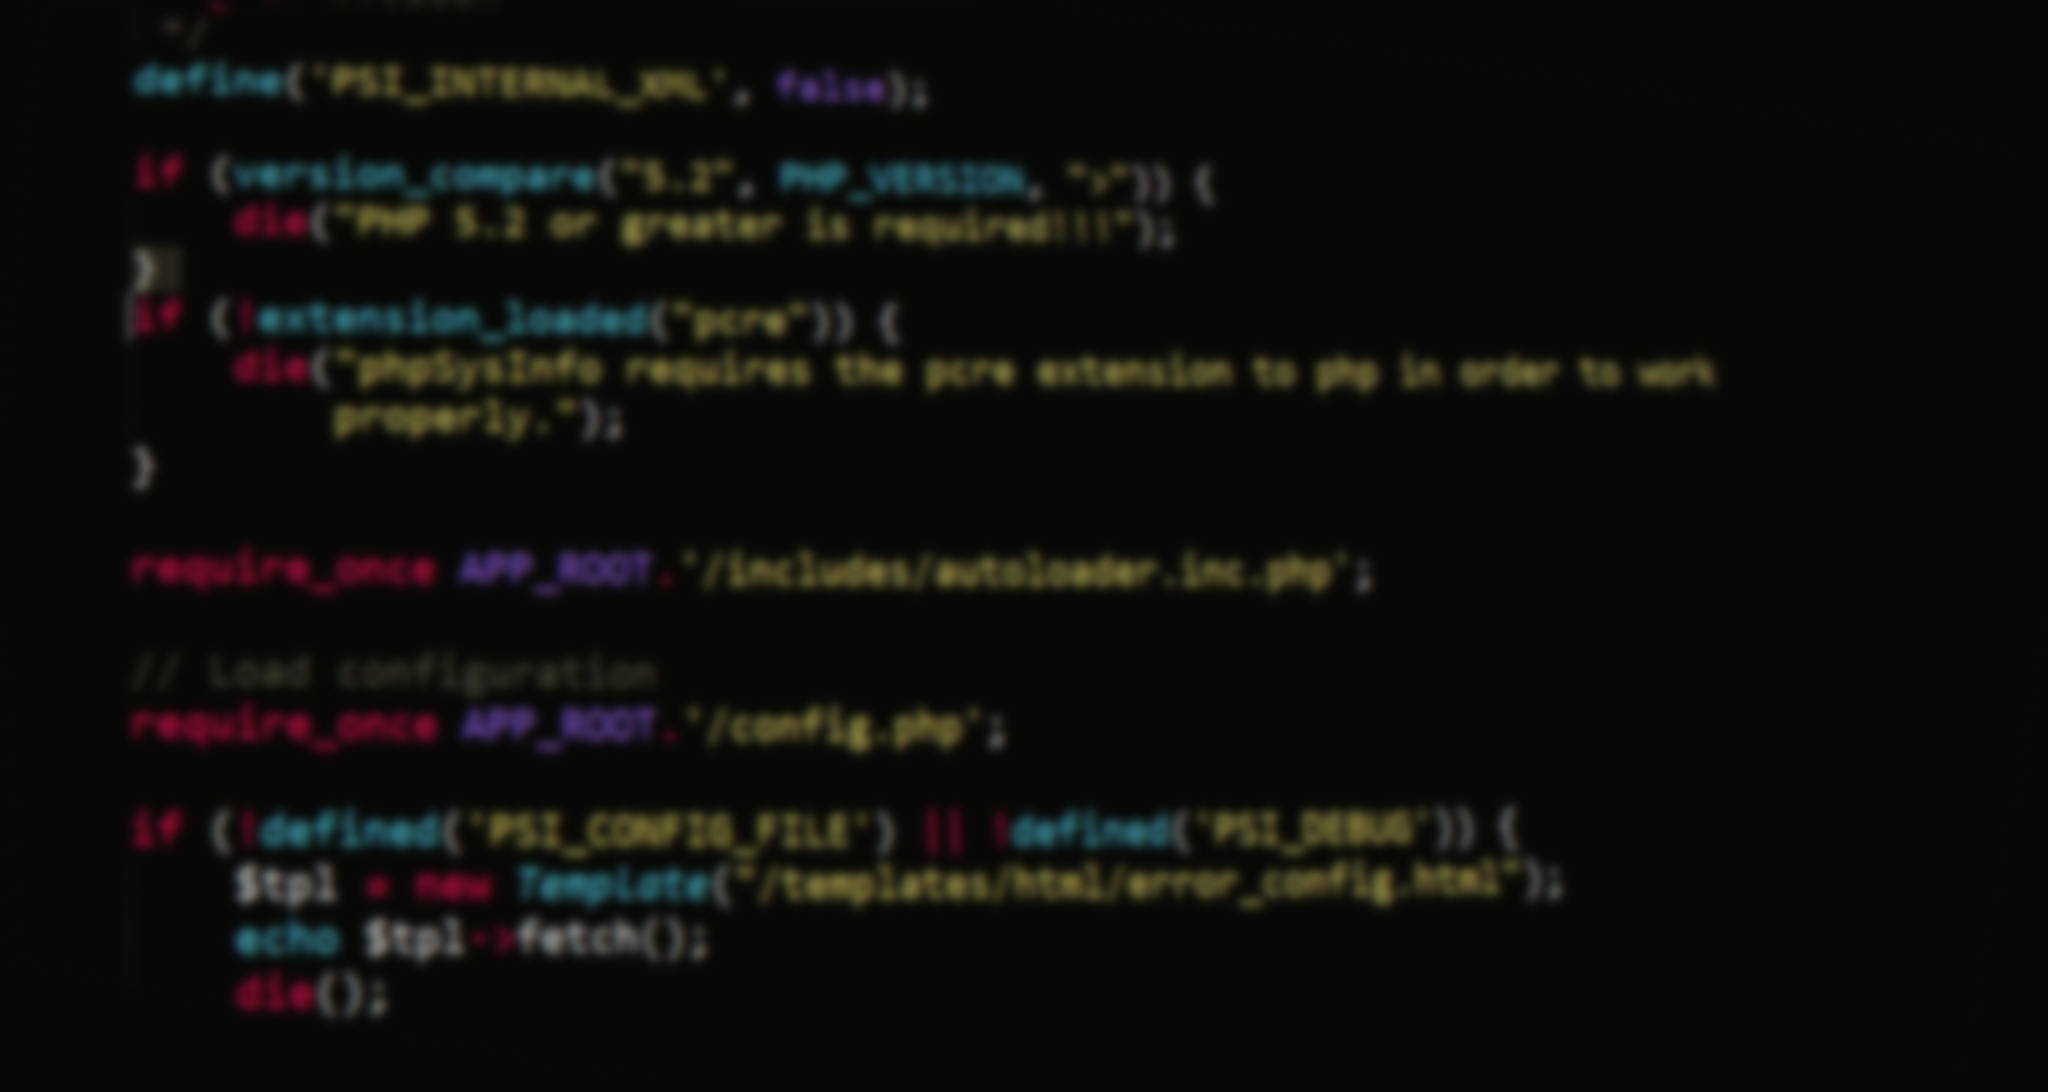 */
define('PSI_INTERNAL_XML', false);
if (version_compare("5.2", PHP_VERSION, ">")) {
die("PHP 5.2 or greater is required!!!");
}
if (!extension_loaded("pcre")) {
die("phpSysInfo requires the pcre extension to php in order to work
properly.");
}
require_once APP_ROOT.'/includes/autoloader.inc.php';
// Load configuration
require_once APP_ROOT.'/config.php';
if (!defined('PSI_CONFIG_FILE') || !defined('PSI_DEBUG')) {
$tpl = new Template("/templates/html/error_config.html");
echo $tpl->fetch();
die();